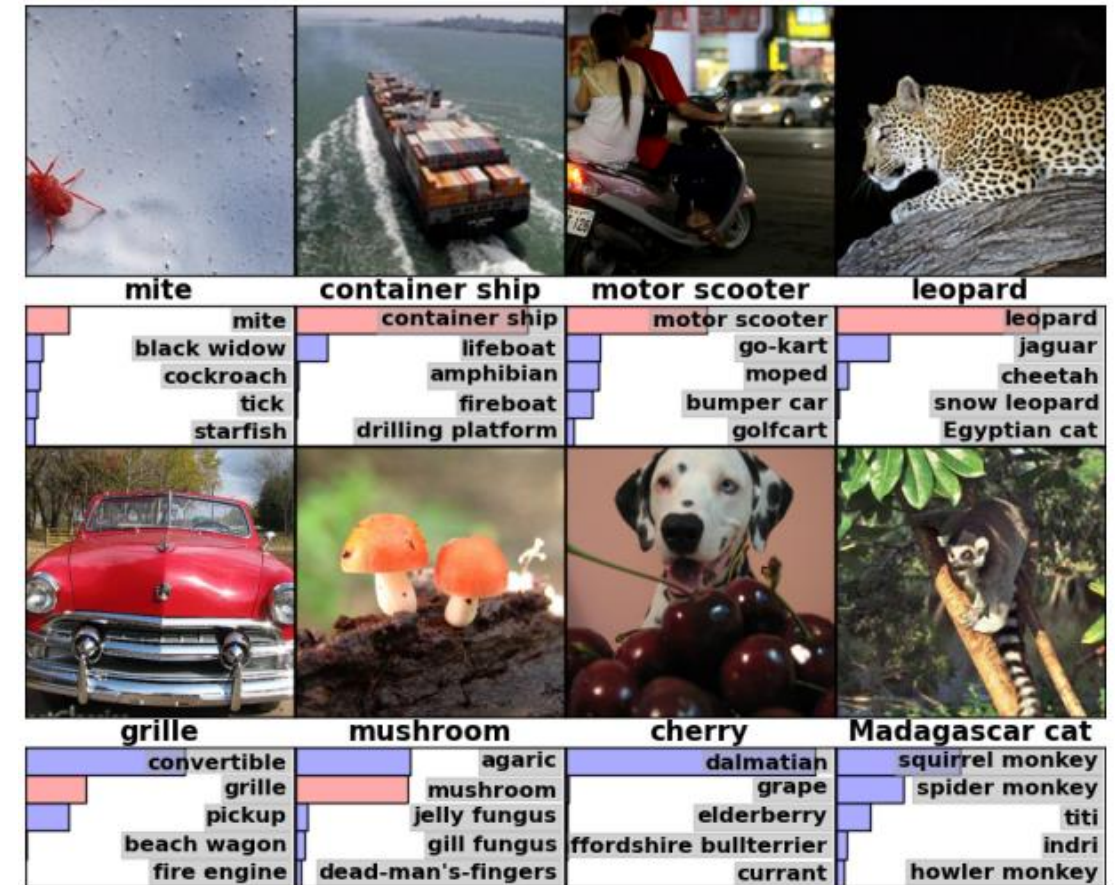 mite
container ship
motor scooter
leopard
mite
black widow
cockroach
tick
starfish
container ship
lifeboat
amphibian
fireboat
drilling platform
motor scooter
go-kart
moped
bumper car
golfcart
leopard
jaguar
cheetah
snow leopard
Egyptian cat
grille
mushroom
cherry
Madagascar cat
convertible
grille
pickup
beach wagon
fire engine
agaric
mushroom
jelly fungus
gill fungus
dead-man's-fingers
dalmatian
grape
elderberry
ffordshire bullterrier
currant
squirrel monkey
spider monkey
titi
indri
howler monkey